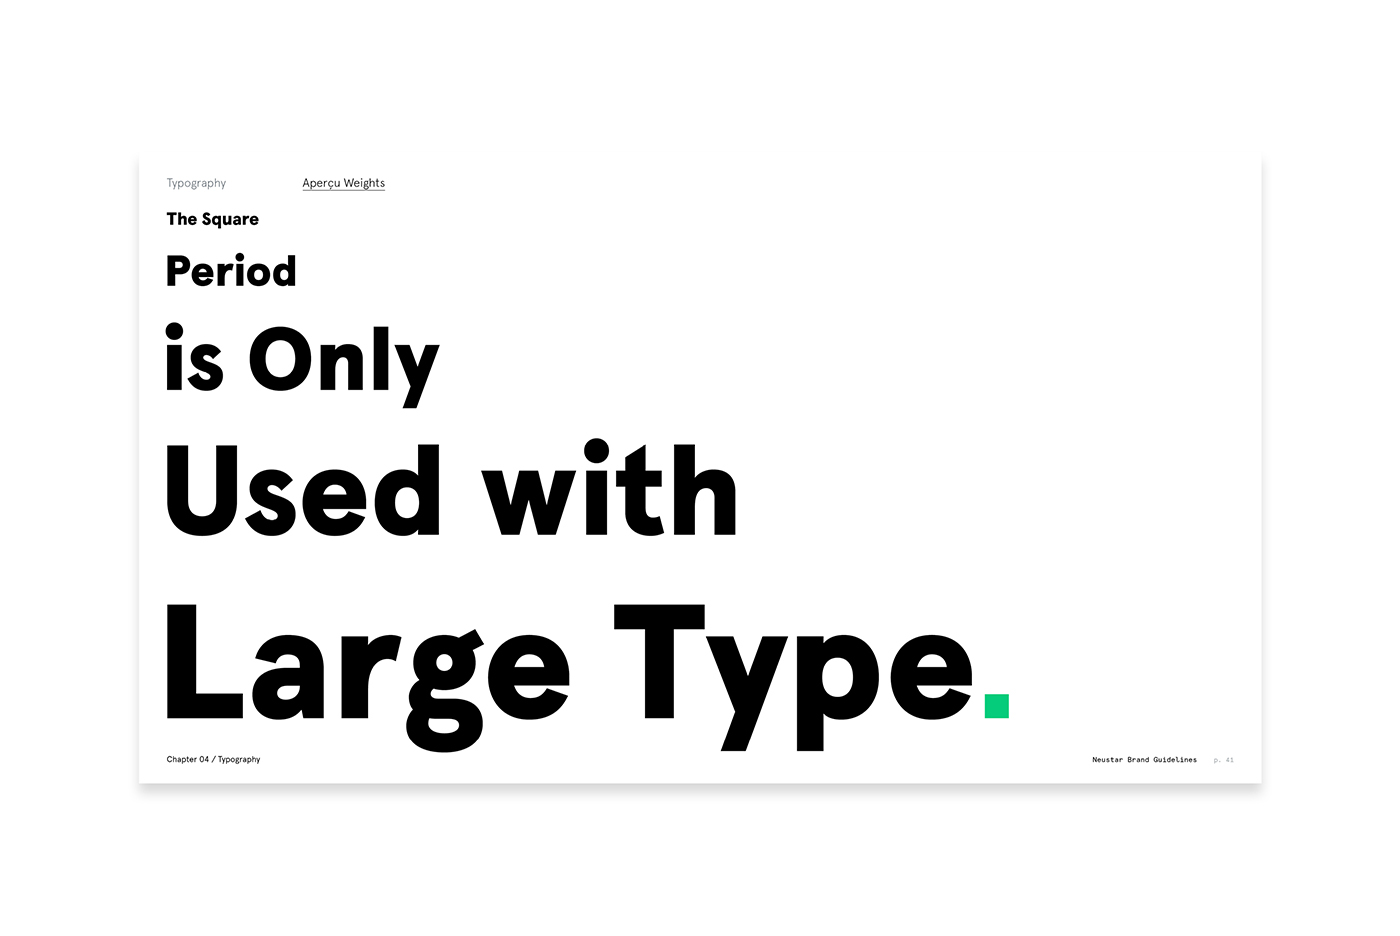 Typography Aperçu Weights
The Square
Period
is Only
Used with
Large Type.
Chapter 04 / Typography Neustar Brand Guidelines p. 41